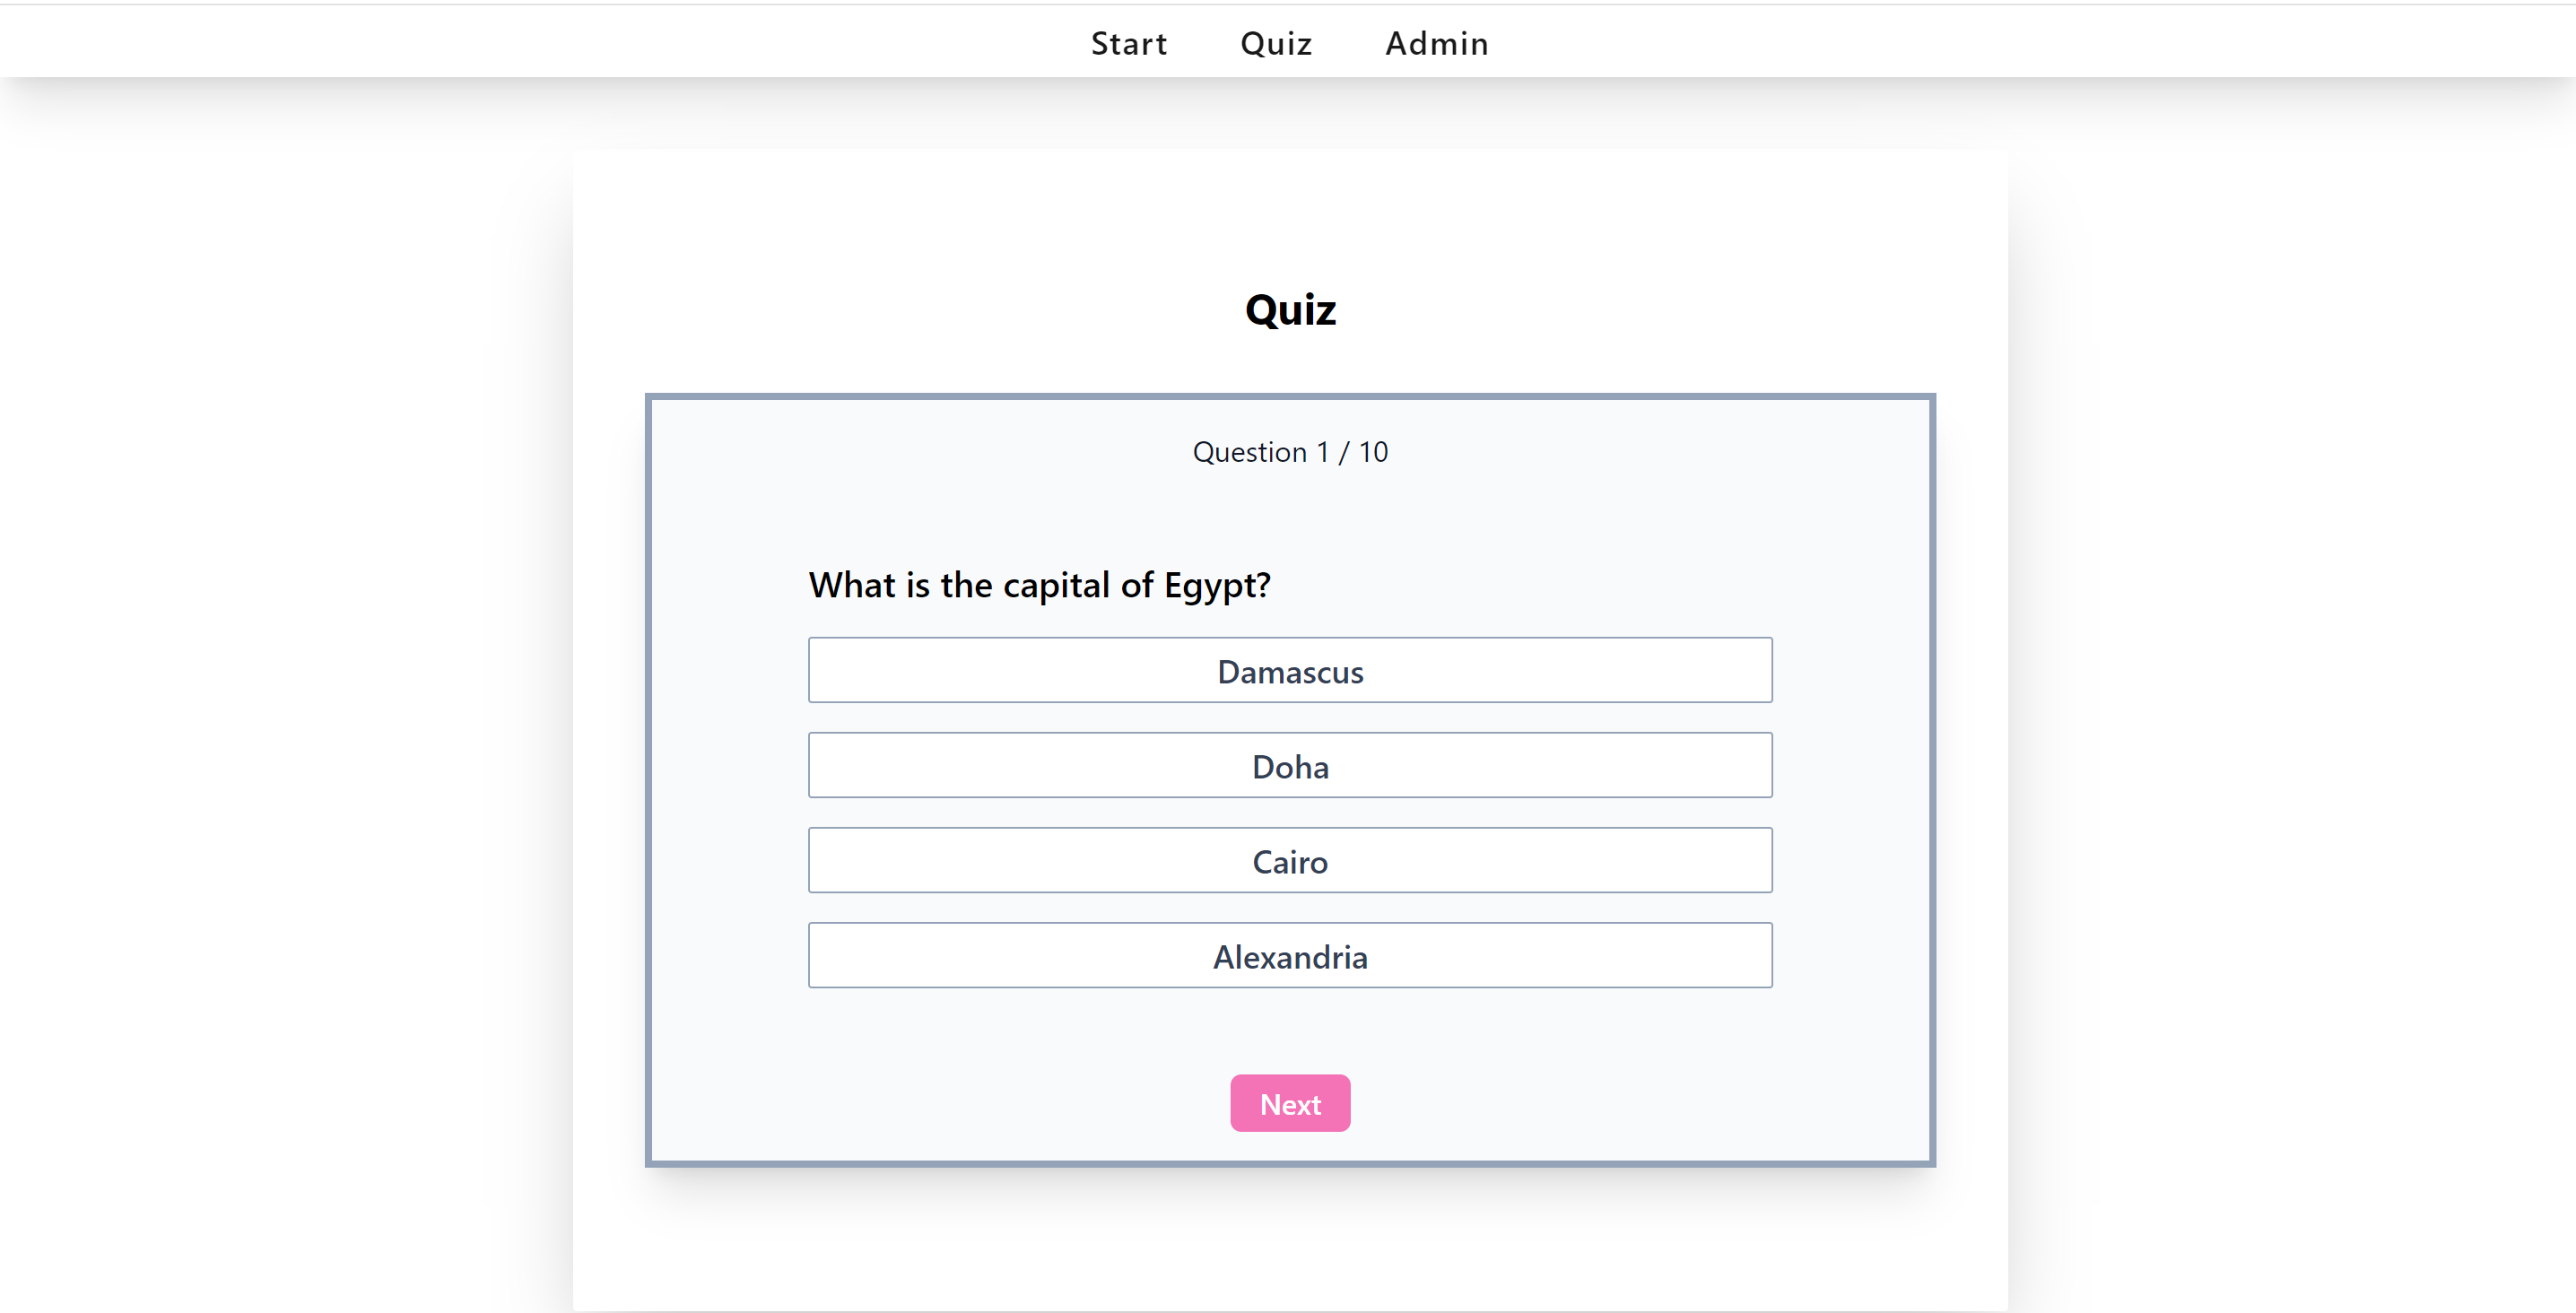 Start Quiz Admin
Quiz
Question 1 / 10
What is the capital of Egypt?
Damascus
Doha
Cairo
Alexandria
Next